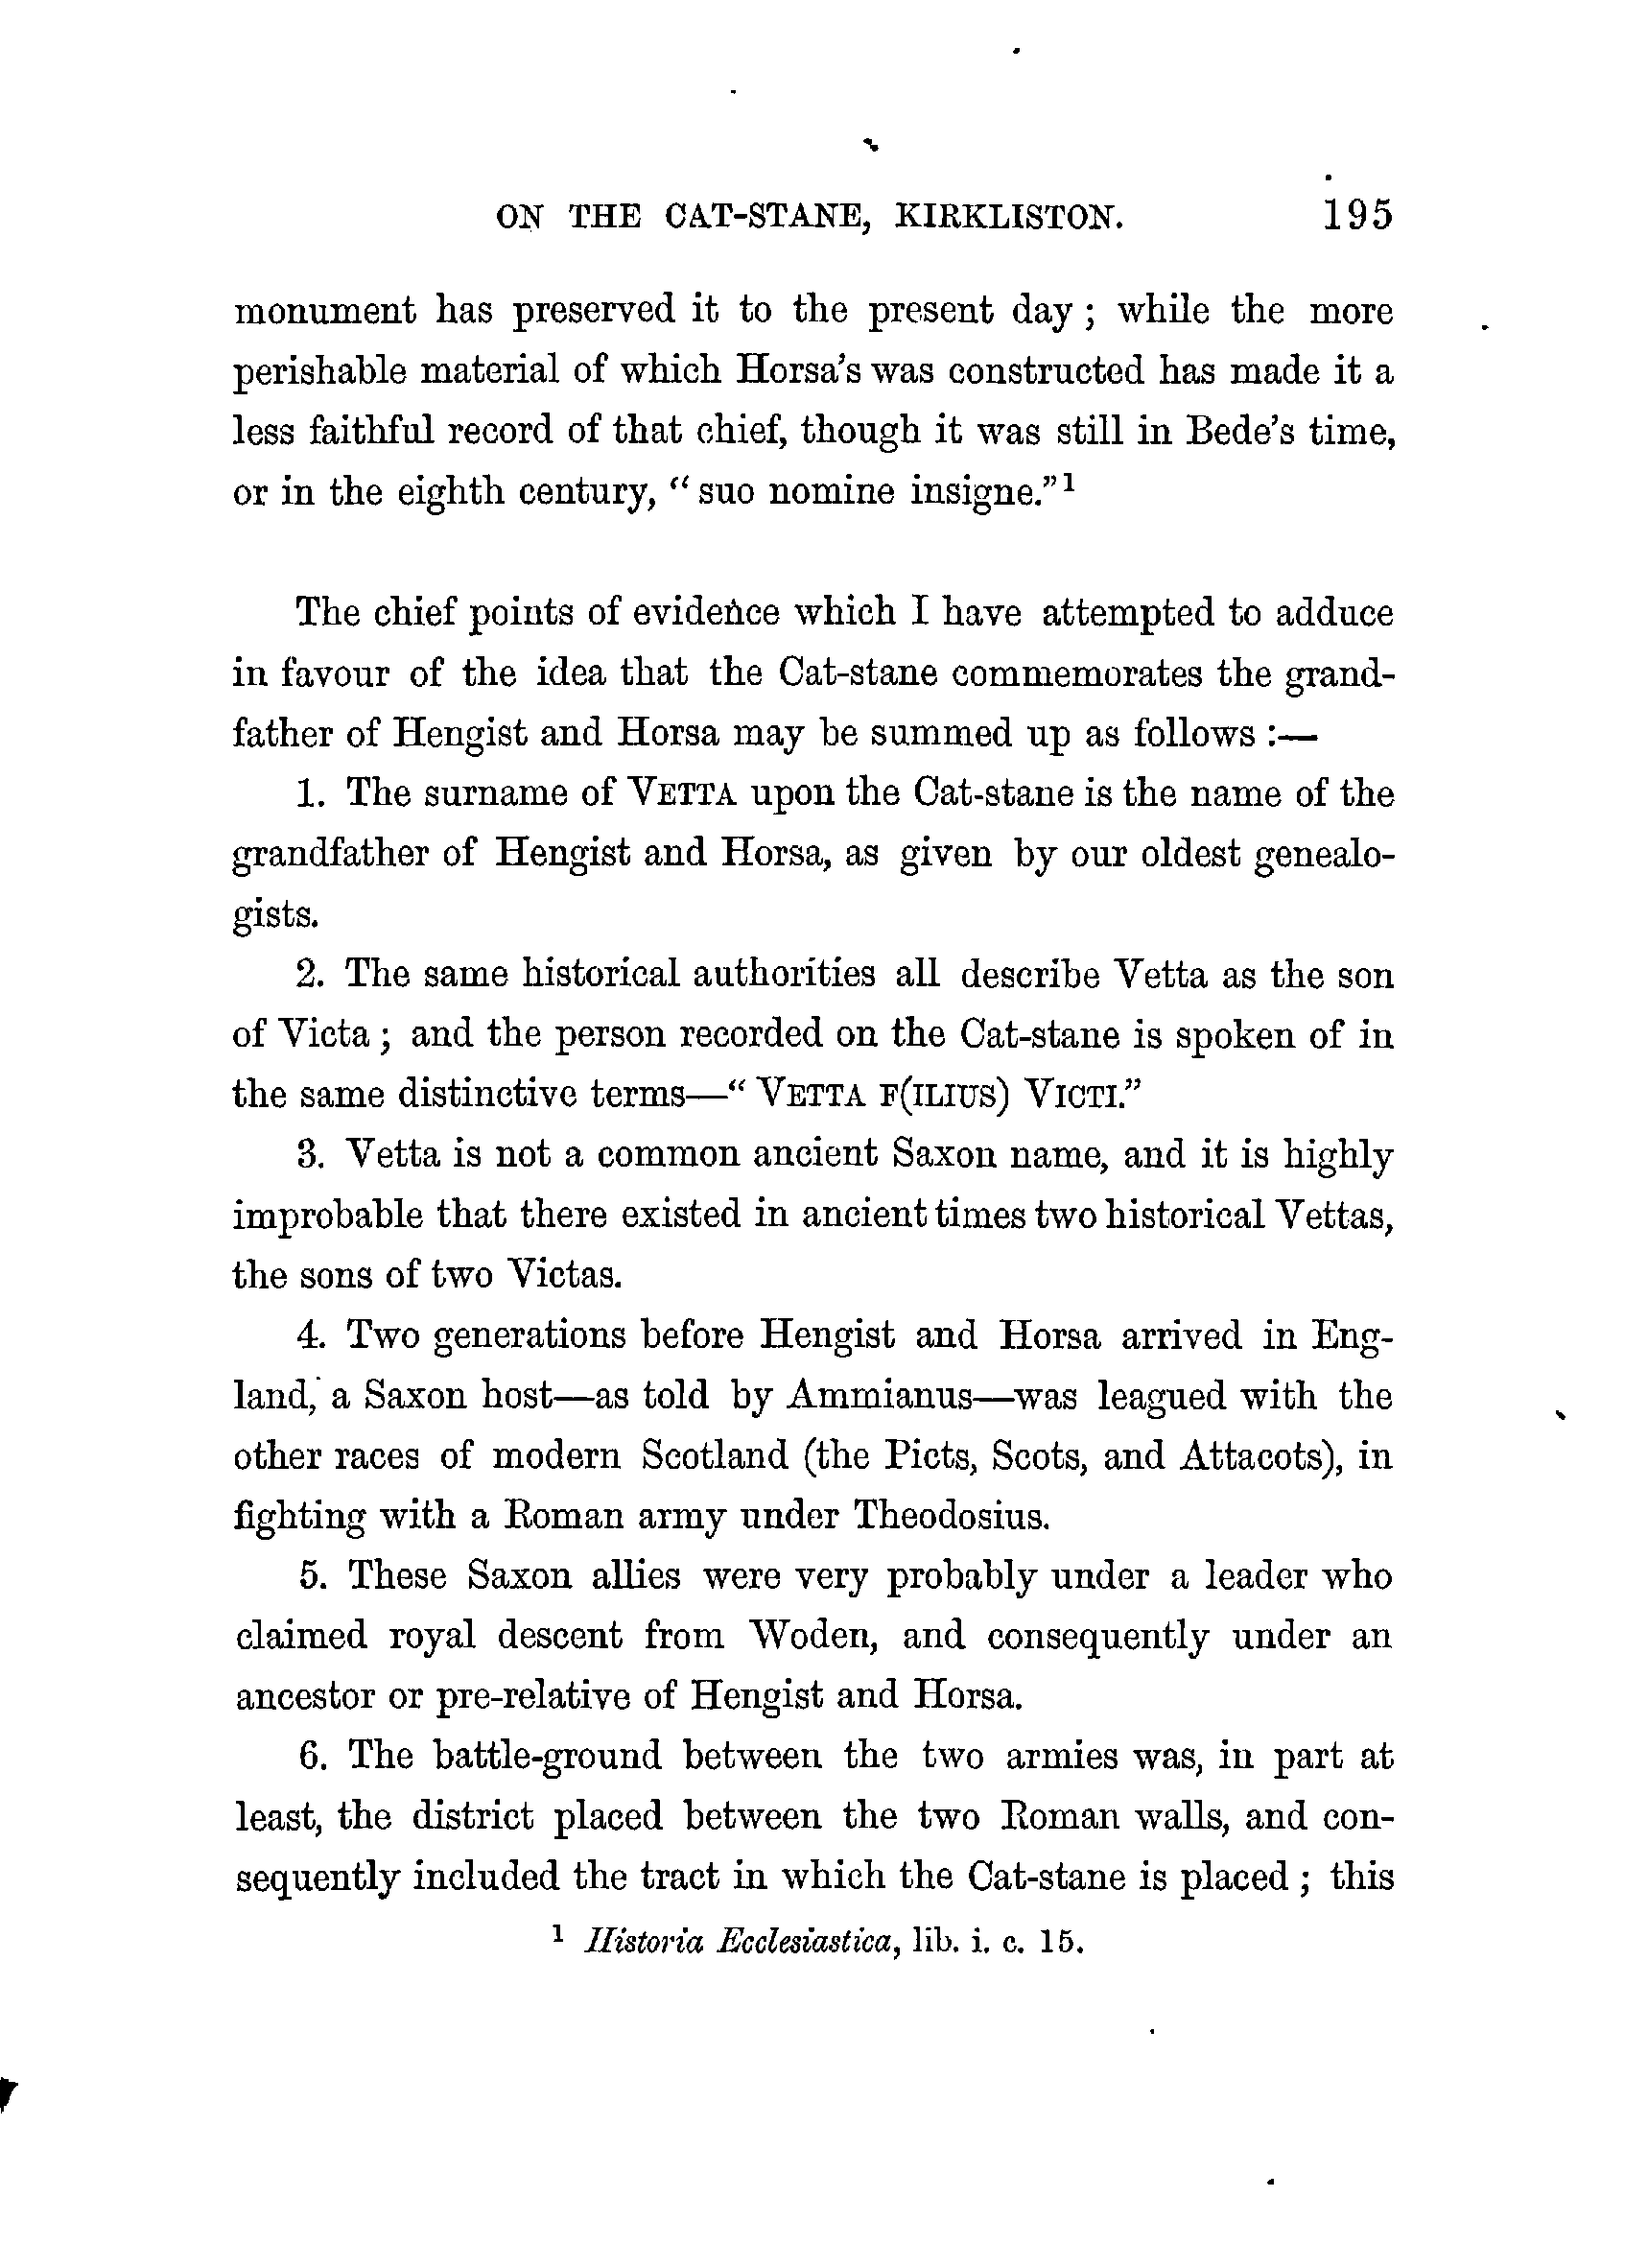 ON THE CAT-STANE, KIRKLISTON. 195
monument has preserved it to the present day ; while the more
perishable material of which Horsa's was constructed has made it a
less faithful record of that chief, though it was still in Bede's time,
or in the eighth century, “ suo nomine insigne.” ¹
The chief points of evidence which I have attempted to adduce
in favour of the idea that the Cat-stane commemorates the grand-
father of Hengist and Horsa may be summed up as follows :—
1. The surname of VETTA upon the Cat-stane is the name of the
grandfather of Hengist and Horsa, as given by our oldest genealo-
gists.
2. The same historical authorities all describe Vetta as the son
of Victa ; and the person recorded on the Cat-stane is spoken of in
the same distinctive terms—“ VETTA F(ILIUS) VICTI.”
3. Vetta is not a common ancient Saxon name, and it is highly
improbable that there existed in ancient times two historical Vettas,
the sons of two Victas.
4. Two generations before Hengist and Horsa arrived in Eng-
land, a Saxon host—as told by Ammianus—was leagued with the
other races of modern Scotland (the Picts, Scots, and Attacots), in
fighting with a Roman army under Theodosius.
5. These Saxon allies were very probably under a leader who
claimed royal descent from Woden, and consequently under an
ancestor or pre-relative of Hengist and Horsa.
6. The battle-ground between the two armies was, in part at
least, the district placed between the two Roman walls, and con-
sequently included the tract in which the Cat-stane is placed ; this
¹ Historia Ecclesiastica, lib. i. c. 15.